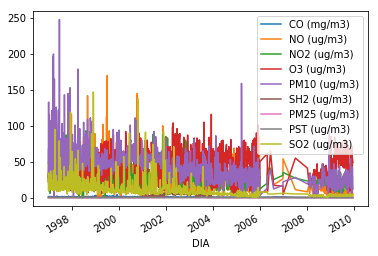 250
200
150
100
50
0
CO (mg/m3)
NO (ug/m3)
NO2 (ug/m3)
O3 (ug/m3)
PM10 (ug/m3)
SH2 (ug/m3)
PM25 (ug/m3)
PST (ug/m3)
SO2 (ug/m3)
1998
2000
2002
2004
2006
2008
2010
DIA